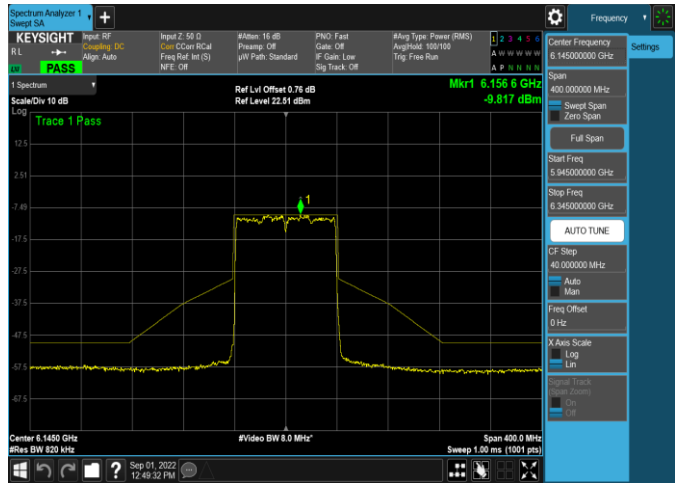 Spectrum Analyzer 1
Swept SA
+
Frequency
KEYSIGHT
RL
LW
PASS
Input: RF
Coupling: DC
Align: Auto
Input Z: 50 Ω
Corr CCorr RCal
Freq Ref: Int (S)
NFE: Off
#Atten: 16 dB
Preamp: Off
µW Path: Standard
PNO: Fast
Gate: Off
IF Gain: Low
Sig Track: Off
#Avg Type: Power (RMS)
Avg|Hold: 100/100
Trig: Free Run
1 2 3 4 5 6
A W W W W W
A P N N N N
1 Spectrum
Scale/Div 10 dB
Log
Ref Lvl Offset 0.76 dB
Ref Level 22.51 dBm
Mkr1 6.156 6 GHz
-9.817 dBm
Trace 1 Pass
1
12.5
2.51
-7.49
-17.5
-27.5
-37.5
-47.5
-57.5
-67.5
Center 6.1450 GHz
#Res BW 820 kHz
#Video BW 8.0 MHz*
Span 400.0 MHz
Sweep 1.00 ms (1001 pts)
?
Sep 01, 2022
12:49:32 PM
Center Frequency
6.145000000 GHz
Span
400.000000 MHz
Swept Span
Zero Span
Full Span
Start Freq
5.945000000 GHz
Stop Freq
6.345000000 GHz
AUTO TUNE
CF Step
40.000000 MHz
Auto
Man
Freq Offset
0 Hz
X Axis Scale
Log
Lin
Signal Track
(Span Zoom)
On
Off
Settings